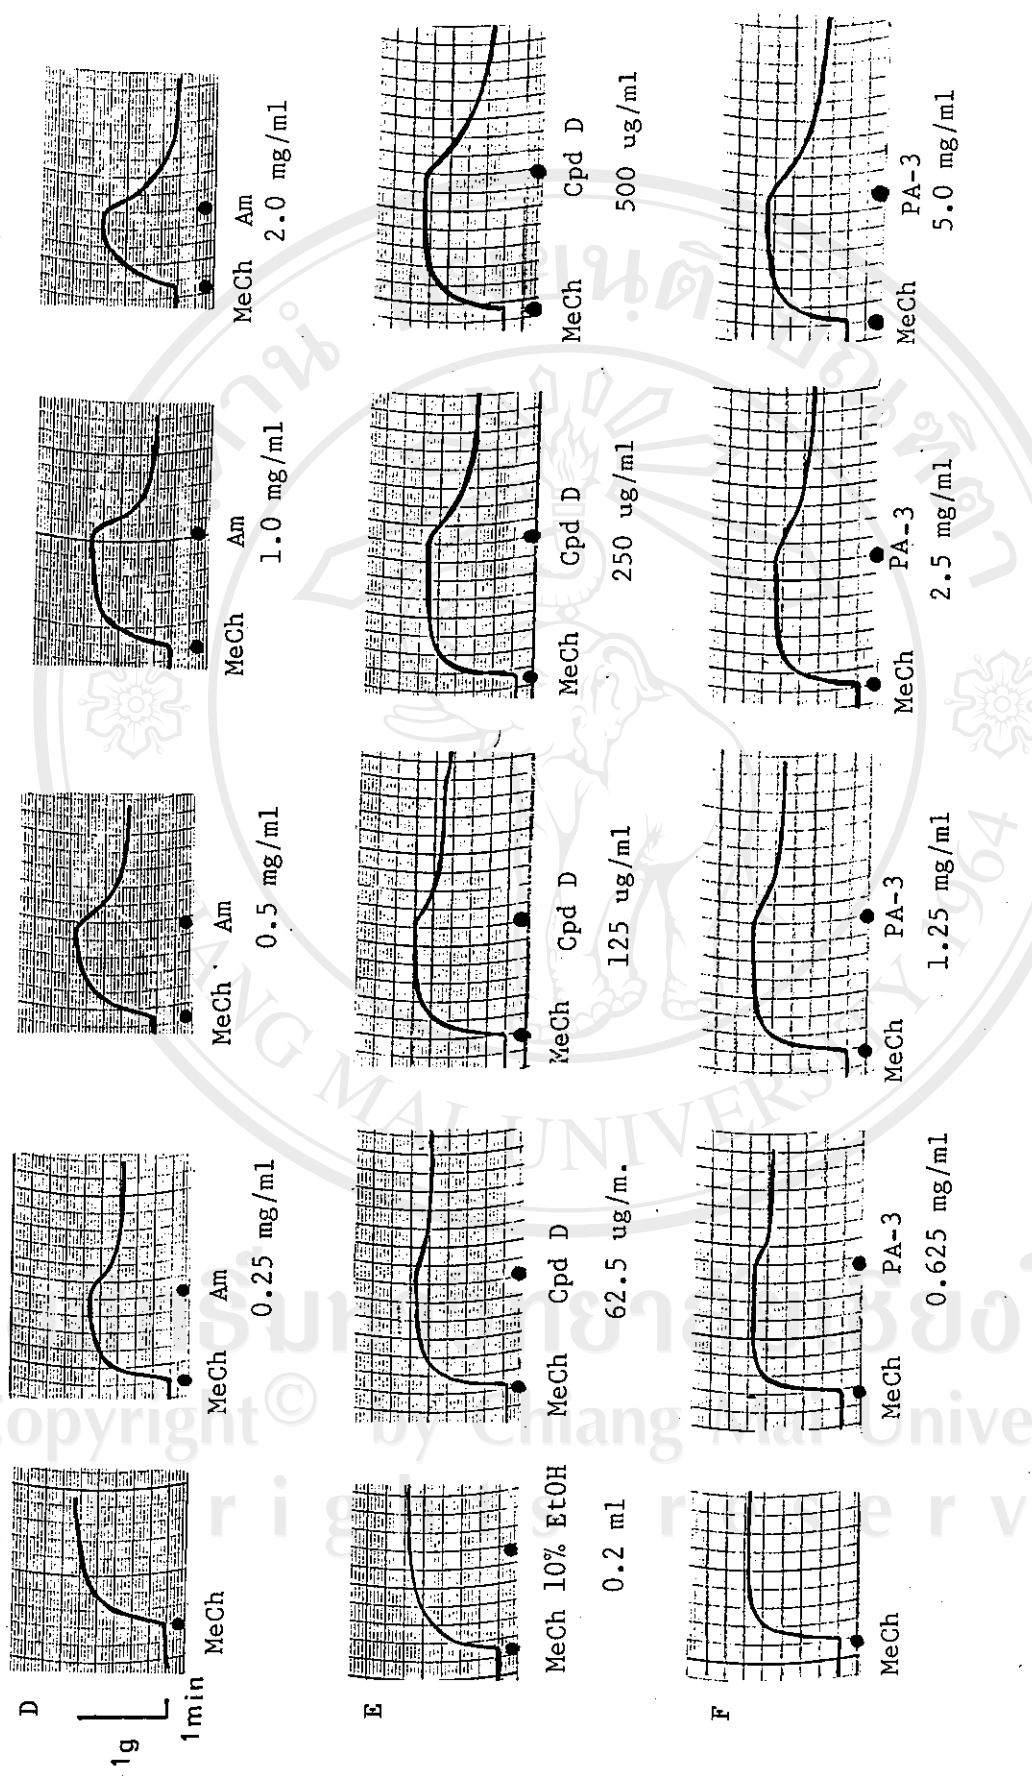 D
1g
1min
MeCh
MeCh Am
0.25 mg/ml
MeCh Am
0.5 mg/ml
MeCh Am
1.0 mg/ml
MeCh Am
2.0 mg/ml
E
MeCh 10% EtOH
0.2 ml
MeCh Cpd D
62.5 ug/m.
MeCh Cpd D
125 ug/ml
MeCh Cpd D
250 ug/ml
MeCh Cpd D
500 ug/ml
F
MeCh
MeCh PA-3
0.625 mg/ml
MeCh PA-3
1.25 mg/ml
MeCh PA-3
2.5 mg/ml
MeCh PA-3
5.0 mg/ml
MAI UNIVERSITY 1964
Copyright © by Chiang Mai Unive